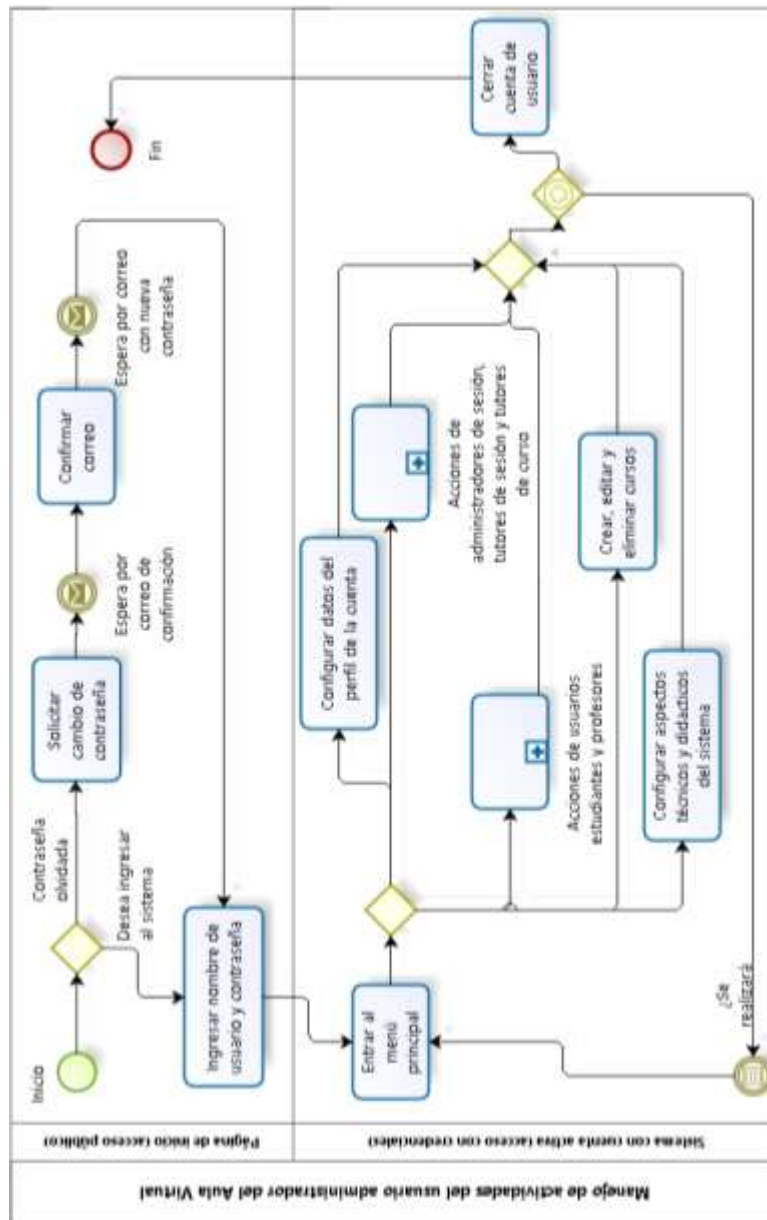 Manejo de actividades del usuario administrador del Aula Virtual
Página de inicio (acceso público)
Inicio
Contraseña
olvidada
Desea ingresar
al sistema
Solicitar
cambio de
contraseña
Espera por
correo de
confirmación
Confirmar
correo
Espera por correo
con nueva
contraseña
Ingresar nombre de
usuario y contraseña
Fin
Sistema con cuenta activa (acceso con credenciales)
Entrar al
menú
principal
Configurar datos del
perfil de la cuenta
Acciones de
administradores de sesión,
tutores de sesión y tutores
de curso
Acciones de usuarios
estudiantes y profesores
Crear, editar y
eliminar cursos
Configurar aspectos
técnicos y didácticos
del sistema
Cerrar
cuenta de
usuario
¿Se
realizará